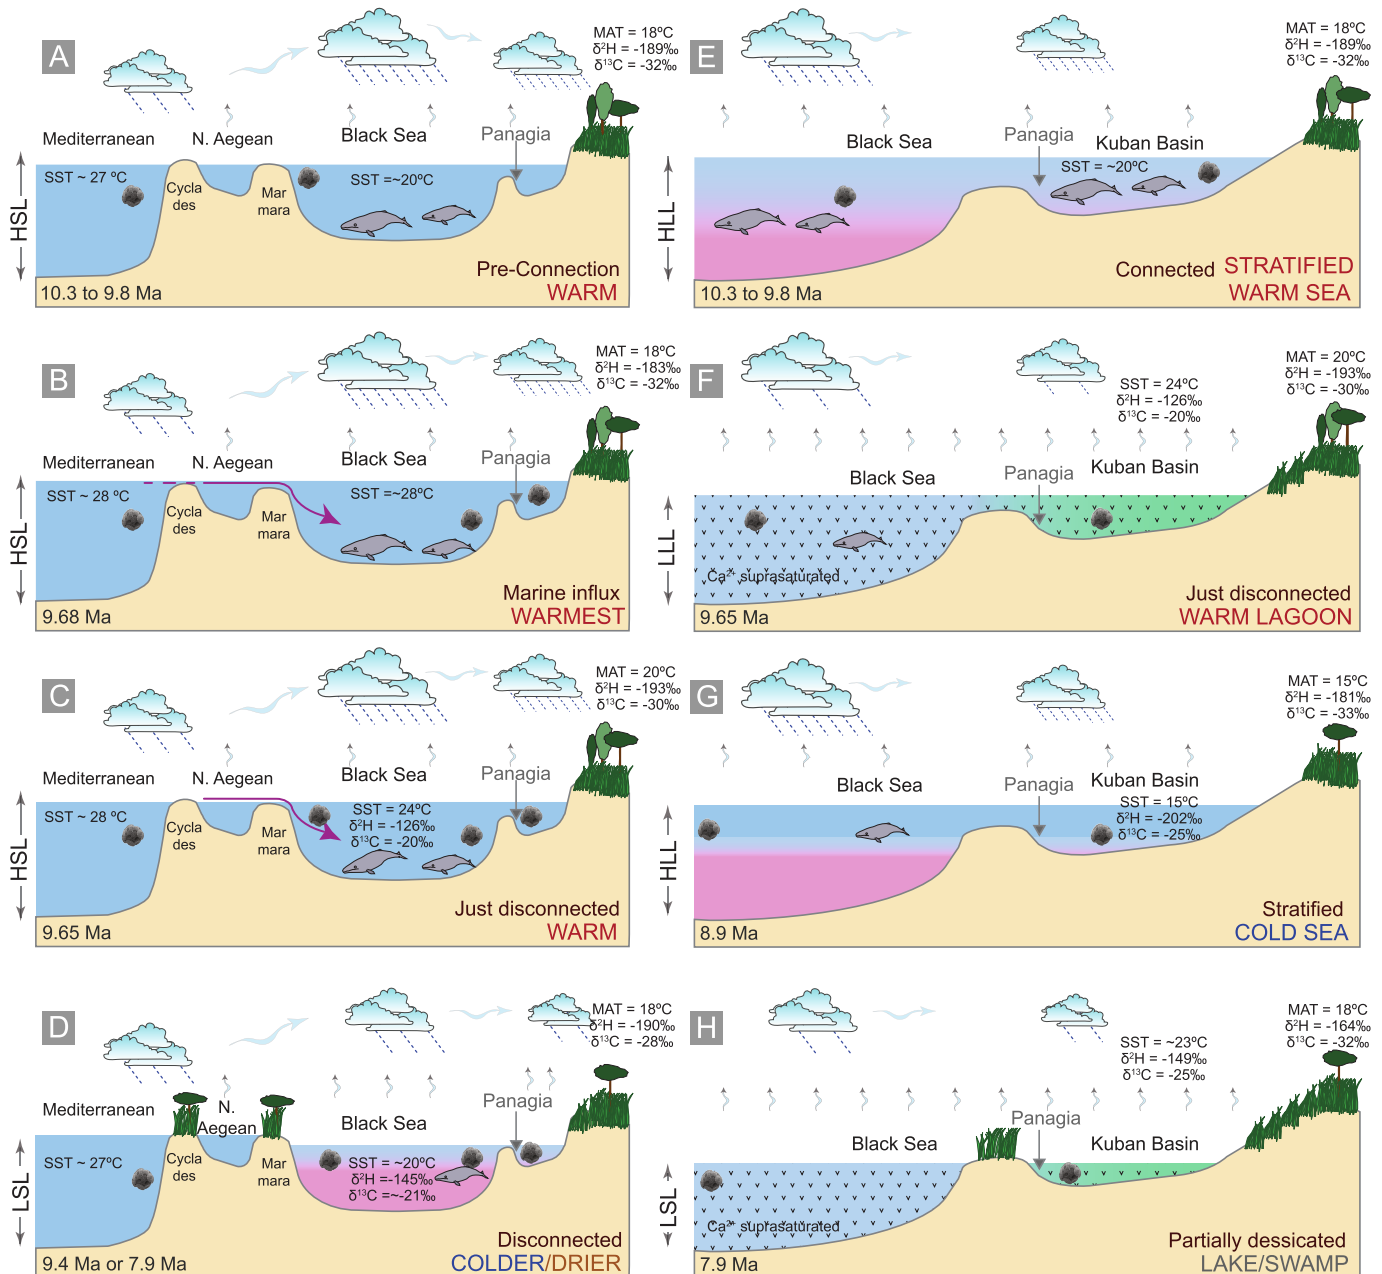 A
MAT = 18ºC
δ²H = -189‰
δ¹³C = -32‰
Mediterranean
N. Aegean
Black Sea
Panagia
HSL
SST ~ 27 ºC
Cycla
des
Mar
mara
SST =~20ºC
Pre-Connection
WARM
10.3 to 9.8 Ma
B
MAT = 18ºC
δ²H = -183‰
δ¹³C = -32‰
Mediterranean
N. Aegean
Black Sea
Panagia
HSL
SST ~ 28 ºC
Cycla
des
Mar
mara
SST =~28ºC
Marine influx
WARMEST
9.68 Ma
C
MAT = 20ºC
δ²H = -193‰
δ¹³C = -30‰
Mediterranean
N. Aegean
Black Sea
Panagia
HSL
SST ~ 28 ºC
Cycla
des
Mar
mara
SST = 24ºC
δ²H = -126‰
δ¹³C = -20‰
Just disconnected
WARM
9.65 Ma
D
MAT = 18ºC
δ²H = -190‰
δ¹³C = -28‰
Mediterranean
N.
Aegean
Black Sea
Panagia
LSL
SST ~ 27ºC
Cycla
des
Mar
mara
SST = ~20ºC
δ²H =-145‰
δ¹³C =~-21‰
Disconnected
COLDER/DRIER
9.4 Ma or 7.9 Ma
E
MAT = 18ºC
δ²H = -189‰
δ¹³C = -32‰
Black Sea
Panagia
Kuban Basin
SST = ~20ºC
HLL
Connected STRATIFIED
WARM SEA
10.3 to 9.8 Ma
F
MAT = 20ºC
δ²H = -193‰
δ¹³C = -30‰
SST = 24ºC
δ²H = -126‰
δ¹³C = -20‰
Black Sea
Panagia
Kuban Basin
LLL
Ca²⁺ suprasaturated
Just disconnected
WARM LAGOON
9.65 Ma
G
MAT = 15ºC
δ²H = -181‰
δ¹³C = -33‰
Black Sea
Panagia
Kuban Basin
SST = 15ºC
δ²H = -202‰
δ¹³C = -25‰
HLL
Stratified
COLD SEA
8.9 Ma
H
MAT = 18ºC
δ²H = -164‰
δ¹³C = -32‰
SST = ~23ºC
δ²H = -149‰
δ¹³C = -25‰
Black Sea
Panagia
Kuban Basin
LSL
Ca²⁺ suprasaturated
Partially dessicated
LAKE/SWAMP
7.9 Ma